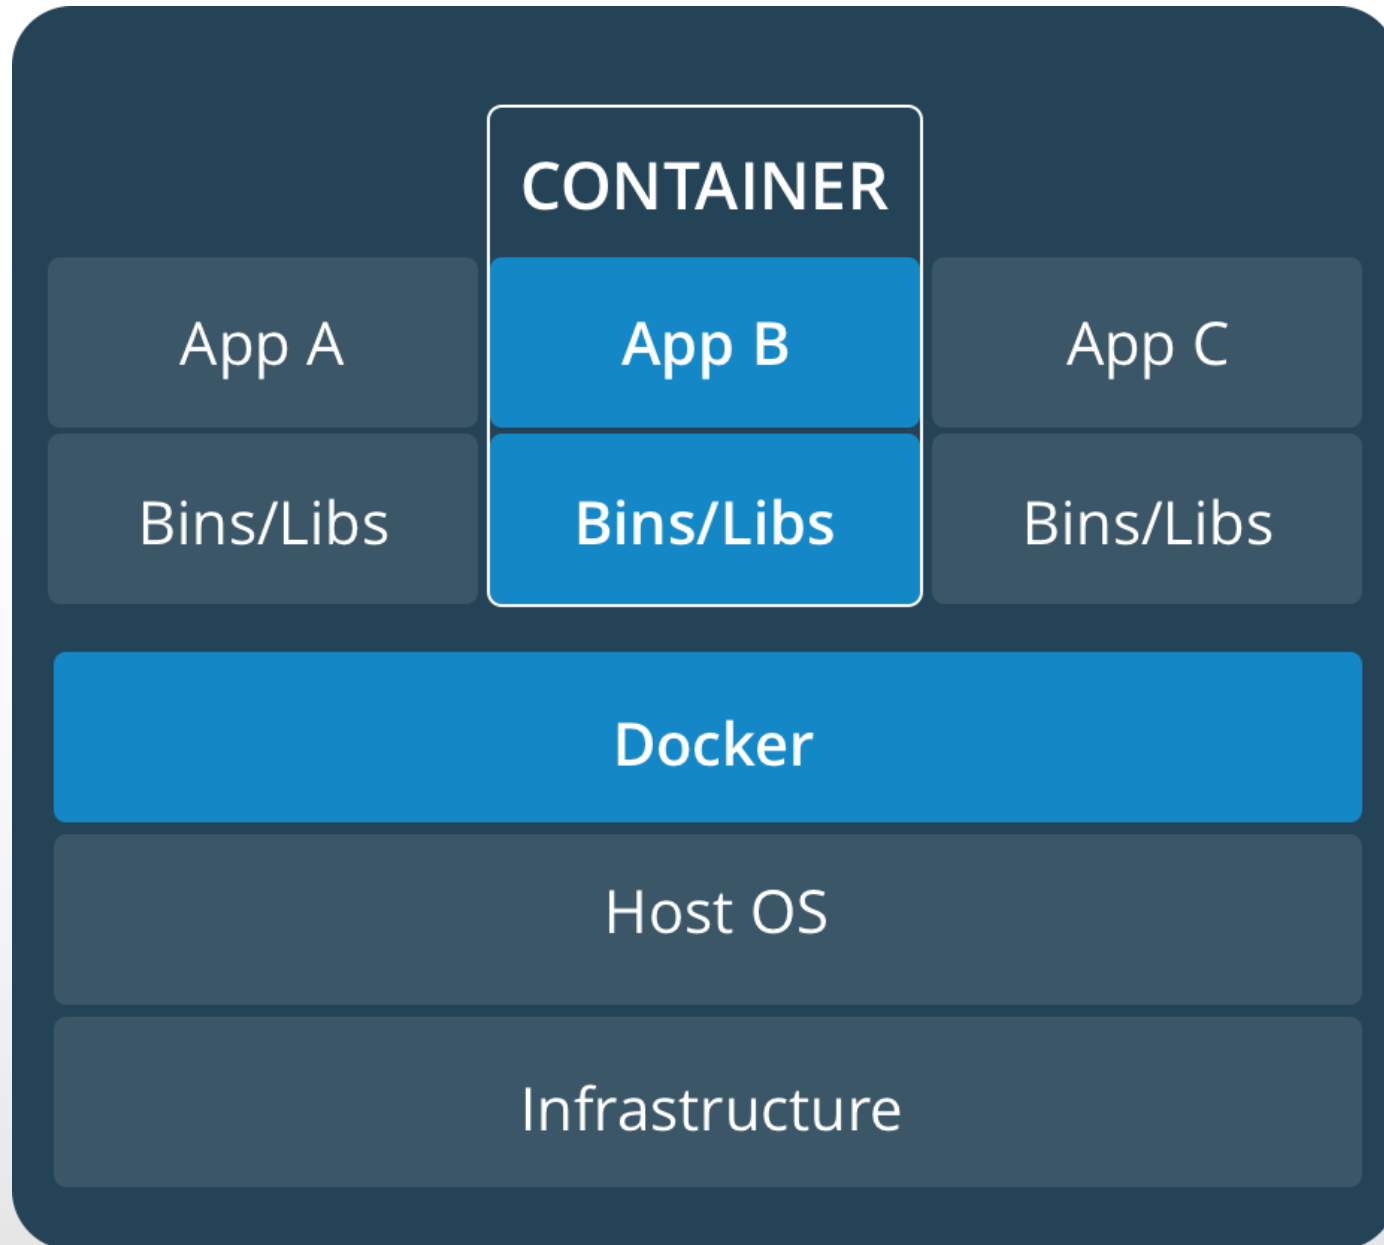 CONTAINER
App A
App B
App C
Bins/Libs
Bins/Libs
Bins/Libs
Docker
Host OS
Infrastructure